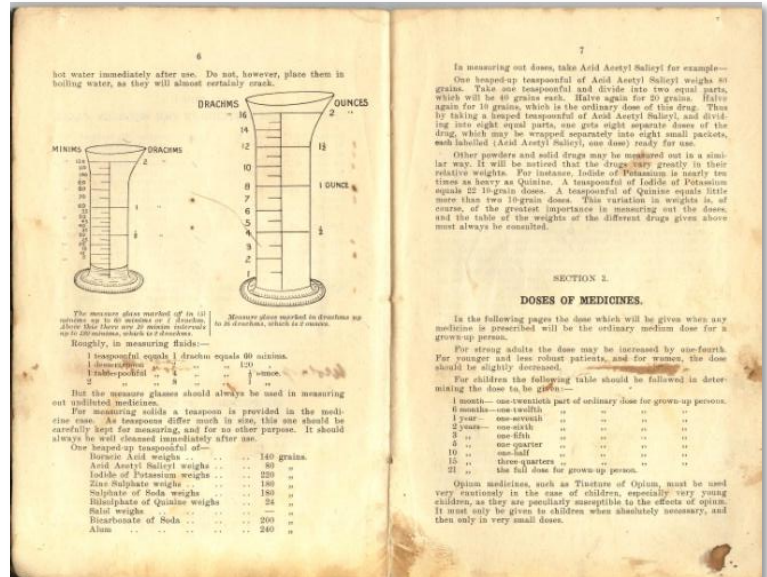 6
hot water immediately after use. Do not, however, place them in
boiling water, as they will almost certainly crack.
DRACHMS
OUNCES
16
2
14
12
1½
10
8
1 OUNCE
7
6
5
4
½
3
2
1
MINIMS
DRACHMS
120
2
60
1
½
The measure glass marked off in
minims up to 60 minims or 1 drachm.
Above this there are 10 minim intervals
up to 120 minims, which is 2 drachms.
Measure glass marked in drachms up
to 16 drachms, which is 2 ounces.
Roughly, in measuring fluids:—
1 teaspoonful equals 1 drachm equals 60 minims.
1 dessertspoon „ 2 „ 120 „
1 tablespoonful „ 4 „ „ ½ ounce.
2 „ „ 8 „ „ 1 „
But the measure glasses should always be used in measuring
out undiluted medicines.
For measuring solids a teaspoon is provided in the medi-
cine case. As teaspoons differ much in size, this one should be
carefully kept for measuring, and for no other purpose. It should
always be well cleansed immediately after use.
One heaped-up teaspoonful of—
Boracic Acid weighs .. .. .. 140 grains.
Acid Acetyl Salicyl weighs .. .. 80 „
Iodide of Potassium weighs .. .. 220 „
Zinc Sulphate weighs .. .. .. 180 „
Sulphate of Soda weighs .. .. 180 „
Bisulphate of Quinine weighs .. .. 24 „
Salol weighs .. .. .. — „
Bicarbonate of Soda .. .. .. 200 „
Alum .. .. .. .. 240 „
7
In measuring out doses, take Acid Acetyl Salicyl for example—
One heaped-up teaspoonful of Acid Acetyl Salicyl weighs 80
grains. Take one teaspoonful and divide into two equal parts,
which will be 40 grains each. Halve again for 20 grains. Halve
again for 10 grains, which is the ordinary dose of this drug. Thus
by taking a heaped teaspoonful of Acid Acetyl Salicyl, and divid-
ing into eight equal parts, one gets eight separate doses of the
drug, which may be wrapped separately into eight small packets,
each labelled (Acid Acetyl Salicyl, one dose) ready for use.
Other powders and solid drugs may be measured out in a simi-
lar way. It will be noticed that the drugs vary greatly in their
relative weights. For instance, Iodide of Potassium is nearly ten
times as heavy as Quinine. A teaspoonful of Iodide of Potassium
equals 22 10-grain doses. A teaspoonful of Quinine equals little
more than two 10-grain doses. This variation in weights is, of
course, of the greatest importance in measuring out the doses,
and the table of the weights of the different drugs given above
must always be consulted.
SECTION 2.
DOSES OF MEDICINES.
In the following pages the dose which will be given when any
medicine is prescribed will be the ordinary medium dose for a
grown-up person.
For strong adults the dose may be increased by one-fourth.
For younger and less robust patients, and for women, the dose
should be slightly decreased.
For children the following table should be followed in deter-
mining the dose to be given:—
1 month— one-twentieth part of ordinary dose for grown-up persons.
6 months—one-twelfth „ „ „ „
1 year— one-seventh „ „ „ „
2 years— one-sixth „ „ „ „
3 „ one-fifth „ „ „ „
5 „ one-quarter „ „ „ „
10 „ one-half „ „ „ „
15 „ three-quarters „ „ „ „
21 „ the full dose for grown-up person.
Opium medicines, such as Tincture of Opium, must be used
very cautiously in the case of children, especially very young
children, as they are peculiarly susceptible to the effects of opium.
It must only be given to children when absolutely necessary, and
then only in very small doses.